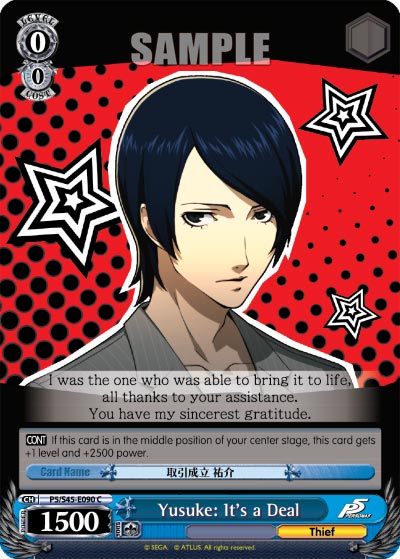 LEVEL
0
0
COST
SAMPLE
I was the one who was able to bring it to life,
all thanks to your assistance.
You have my sincerest gratitude.
CONT If this card is in the middle position of your center stage, this card gets
+1 level and +2500 power.
Card Name 取引成立 祐介
CH P5/S45-E090 C
1500 Yusuke: It's a Deal
P5 PERSONA5
Thief
© SEGA. © ATLUS. All rights reserved.